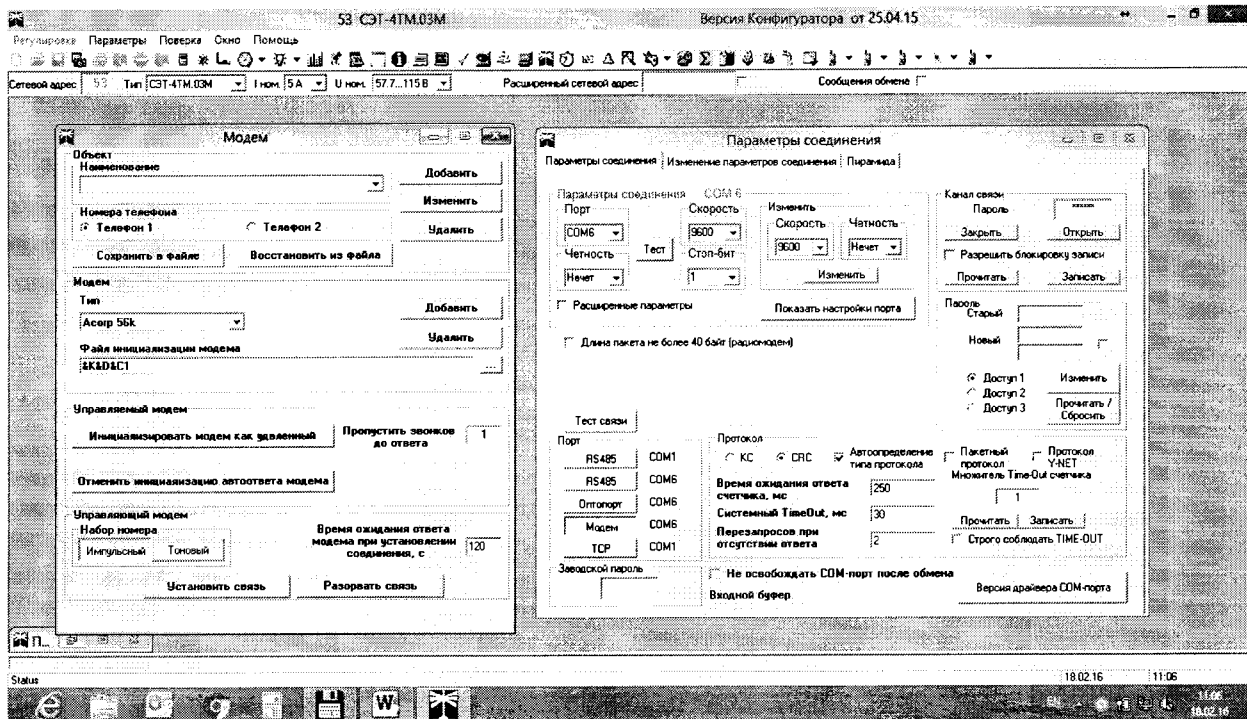 53 СЭТ-4ТМ.03М Версия Конфигуратора от 25.04.15
Регулировка Параметры Поверка Окно Помощь
Сетевой адрес 53 Тип СЭТ-4ТМ.03М I ном. 5 А U ном. 57.7...115 В Расширенный сетевой адрес Сообщения обмена
Модем
Объект
Наименование
Добавить
Изменить
Номера телефона
Телефон 1 Телефон 2
Удалить
Сохранить в файле Восстановить из файла
Модем
Тип
Добавить
Acorp 56k
Удалить
Файл инициализации модема
&K&D&C1
...
Управляемый модем
Инициализировать модем как удаленный
Пропустить звонков до ответа
1
Отменить инициализацию автоответа модема
Управляющий модем
Набор номера
Импульсный Тоновый
Время ожидания ответа модема при установлении соединения, с
120
Установить связь Разорвать связь
Параметры соединения
Параметры соединения Изменение параметров соединения Пирамида
Параметры соединения COM 6
Порт Скорость
COM6 9600
Тест
Четность Стоп-бит
Нечет 1
Изменить
Скорость Четность
9600 Нечет
Изменить
Расширенные параметры
Показать настройки порта
Длина пакета не более 40 байт (радиомодем)
Канал связи
Пароль ******
Закрыть Открыть
Разрешить блокировку записи
Прочитать Записать
Пароль
Старый
Новый
Доступ 1
Доступ 2
Доступ 3
Изменить
Прочитать / Сбросить
Тест связи
Порт
RS485 COM1
RS485 COM6
Оптопорт COM6
Модем COM6
TCP COM1
Протокол
КС CRC Автоопределение типа протокола
Пакетный протокол
Протокол Y-NET
Время ожидания ответа счетчика, мс 250
Системный TimeOut, мс 30
Перезапросов при отсутствии ответа 2
Множитель Time-Out счетчика
1
Прочитать Записать
Строго соблюдать TIME-OUT
Заводской пароль
Не освобождать COM-порт после обмена
Входной буфер
Версия драйвера COM-порта
П...
Status 18.02.16 11:06
EN 11:06
18.02.16